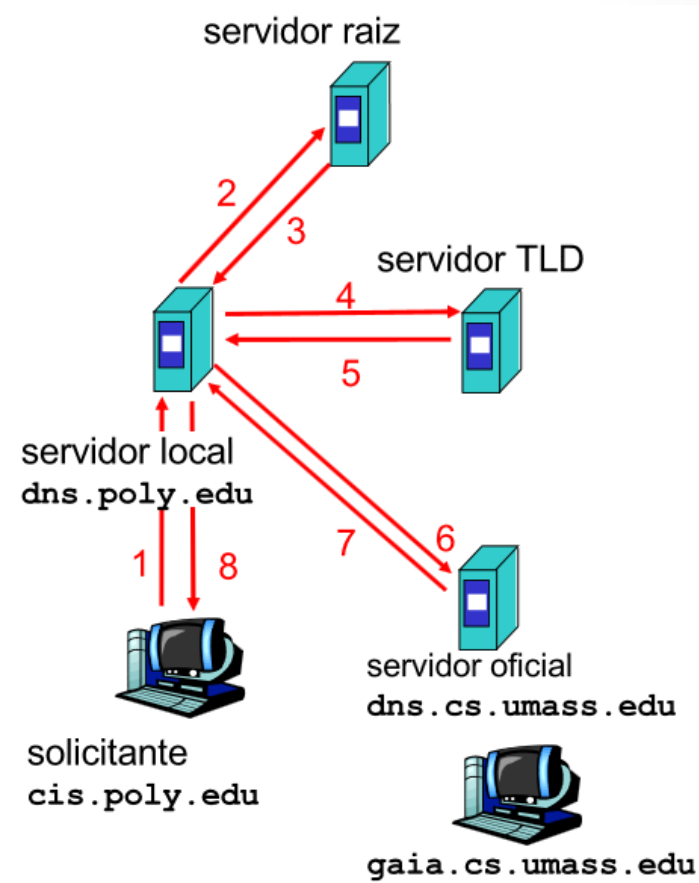 servidor raiz
2
3
servidor TLD
4
5
servidor local
dns.poly.edu
1
8
7
6
servidor oficial
dns.cs.umass.edu
solicitante
cis.poly.edu
gaia.cs.umass.edu